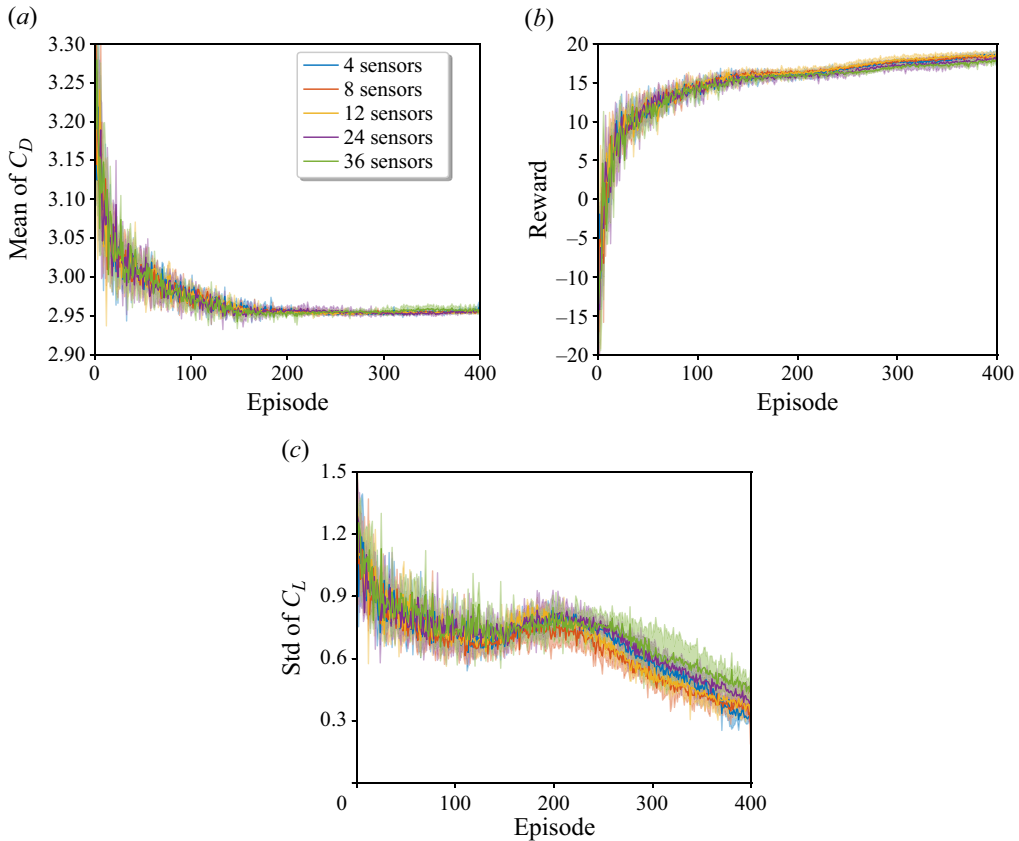 (a)
3.30
3.25
3.20
3.15
3.10
3.05
3.00
2.95
2.90
Mean of C_D
0 100 200 300 400
Episode
4 sensors
8 sensors
12 sensors
24 sensors
36 sensors
(b)
20
15
10
5
0
−5
−10
−15
−20
Reward
0 100 200 300 400
Episode
(c)
1.5
1.2
0.9
0.6
0.3
Std of C_L
0 100 200 300 400
Episode